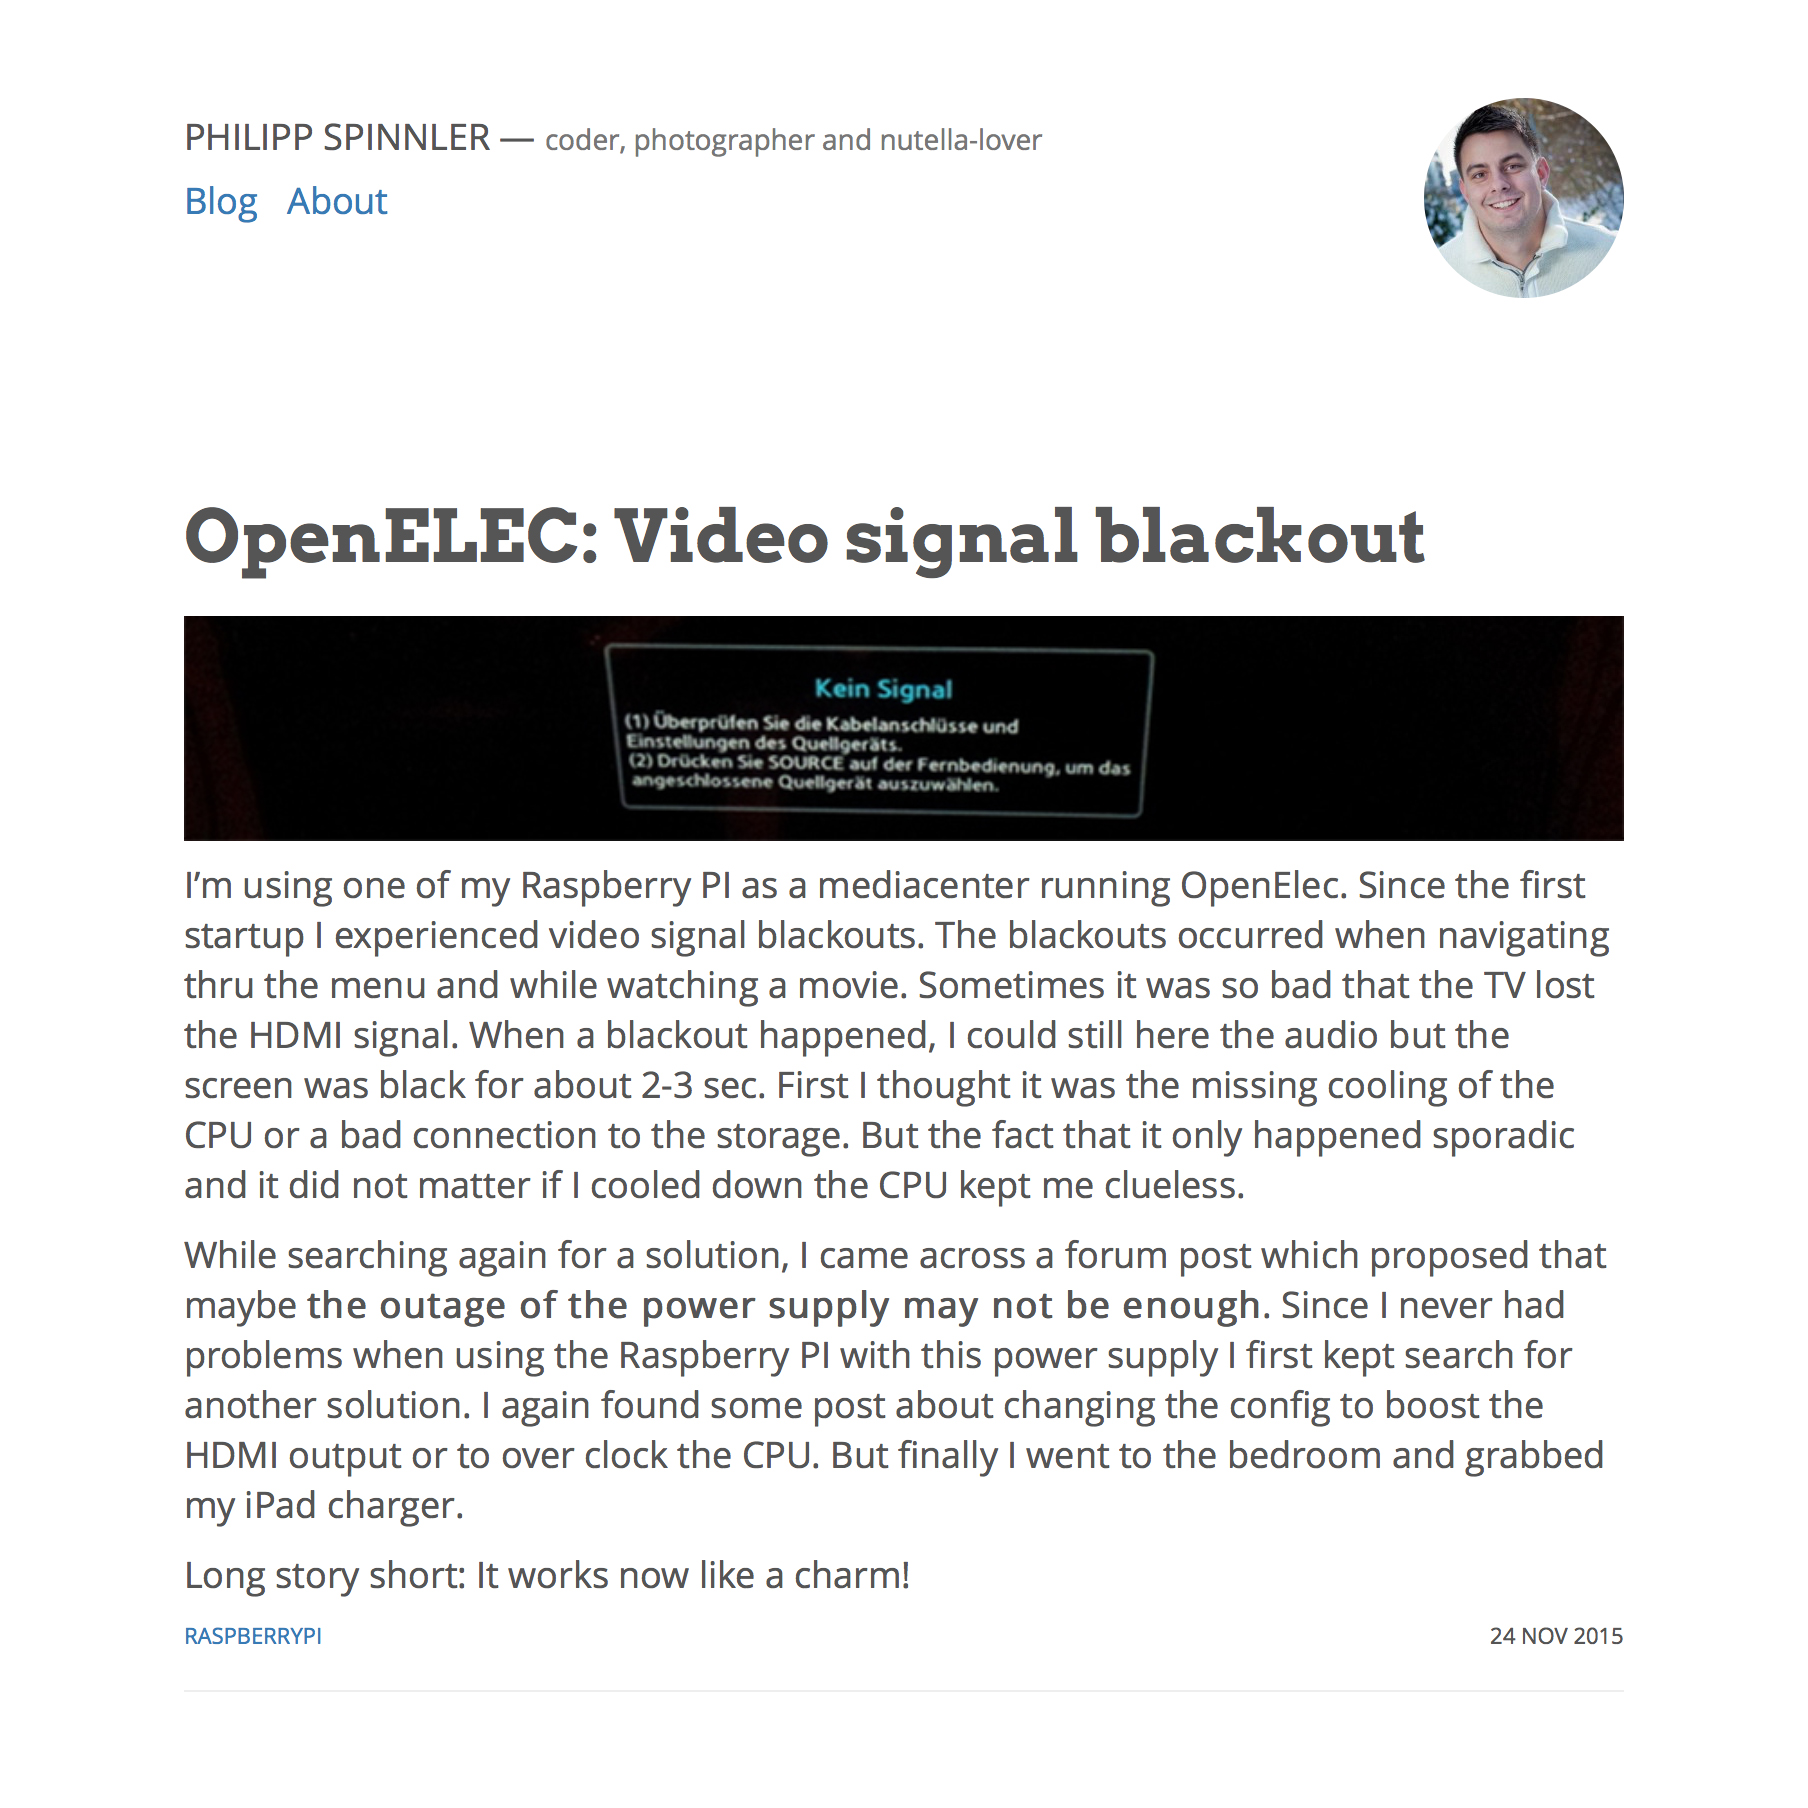 PHILIPP SPINNLER — coder, photographer and nutella-lover
Blog About
OpenELEC: Video signal blackout
Kein Signal
(1) Überprüfen Sie die Kabelanschlüsse und
Einstellungen des Quellgeräts.
(2) Drücken Sie SOURCE auf der Fernbedienung, um das
angeschlossene Quellgerät auszuwählen.
I’m using one of my Raspberry PI as a mediacenter running OpenElec. Since the first
startup I experienced video signal blackouts. The blackouts occurred when navigating
thru the menu and while watching a movie. Sometimes it was so bad that the TV lost
the HDMI signal. When a blackout happened, I could still here the audio but the
screen was black for about 2-3 sec. First I thought it was the missing cooling of the
CPU or a bad connection to the storage. But the fact that it only happened sporadic
and it did not matter if I cooled down the CPU kept me clueless.
While searching again for a solution, I came across a forum post which proposed that
maybe the outage of the power supply may not be enough. Since I never had
problems when using the Raspberry PI with this power supply I first kept search for
another solution. I again found some post about changing the config to boost the
HDMI output or to over clock the CPU. But finally I went to the bedroom and grabbed
my iPad charger.
Long story short: It works now like a charm!
RASPBERRYPI
24 NOV 2015